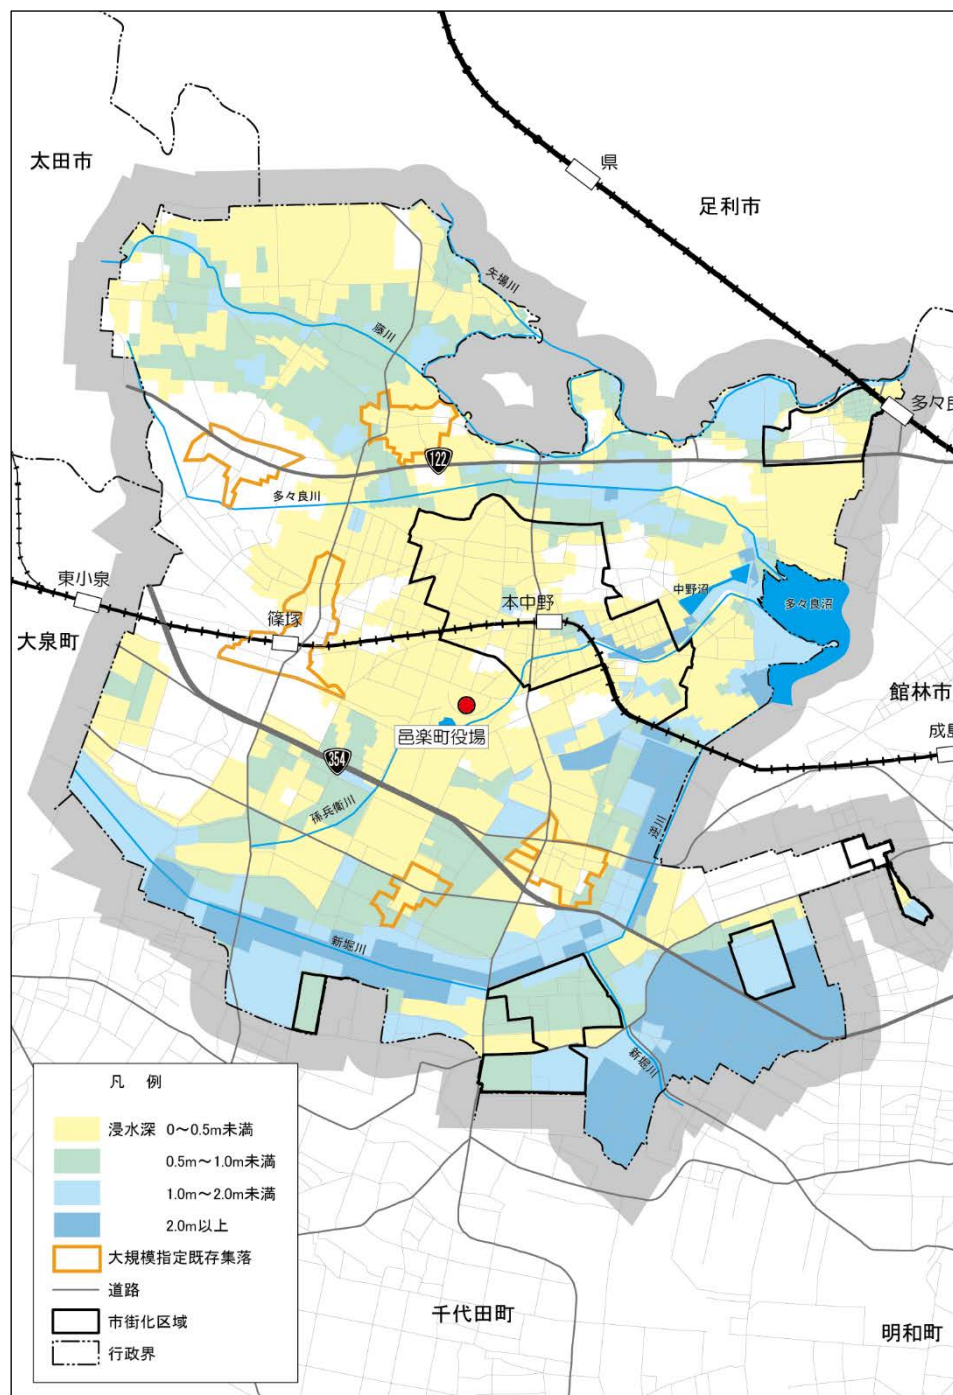 県
太田市
足利市
矢場川
藤川
多々良
122
多々良川
東小泉
中野沼
本中野
多々良沼
篠塚
大泉町
館林市
邑楽町役場
成島
354
孫兵衛川
逆川
新堀川
新堀川
凡 例
浸水深 0~0.5m未満
0.5m~1.0m未満
1.0m~2.0m未満
2.0m以上
大規模指定既存集落
道路
市街化区域
行政界
千代田町
明和町